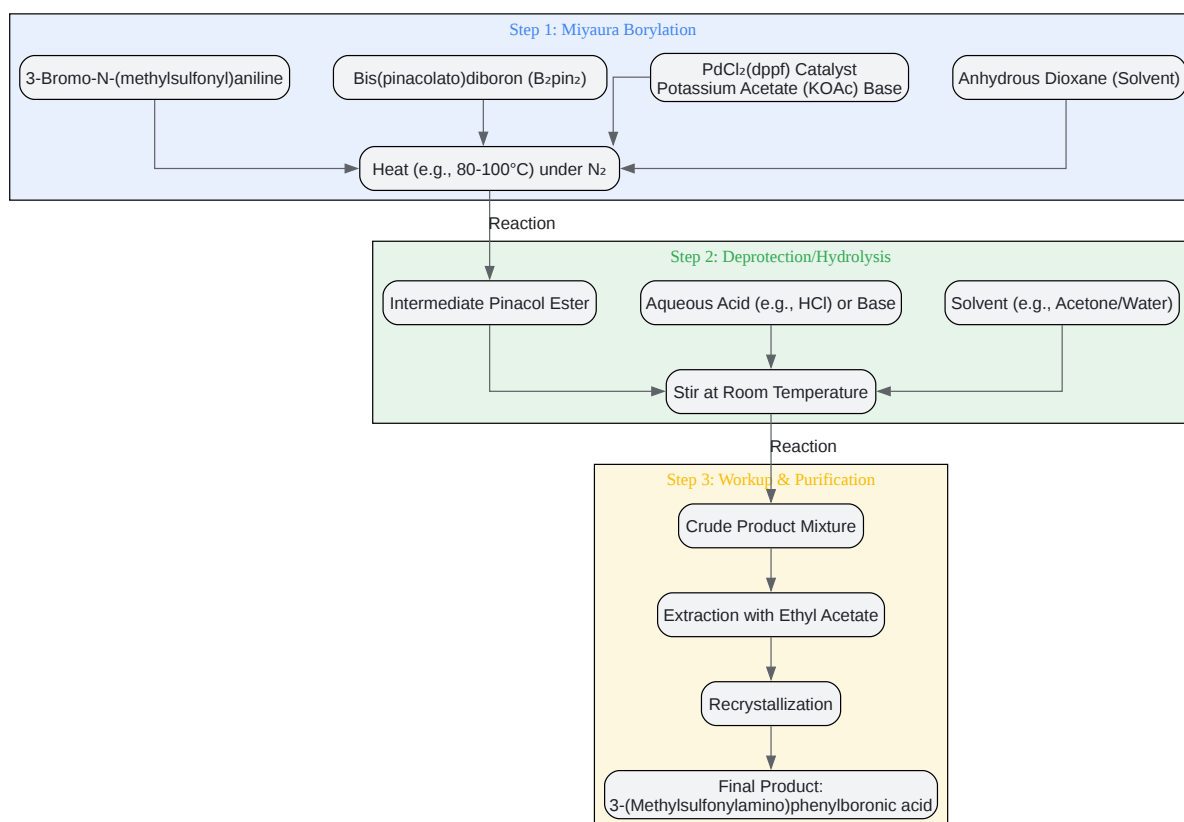 Step 1: Miyaura Borylation
3-Bromo-N-(methylsulfonyl)aniline
Bis(pinacolato)diboron (B₂pin₂)
PdCl₂(dppf) Catalyst
Potassium Acetate (KOAc) Base
Anhydrous Dioxane (Solvent)
Heat (e.g., 80-100°C) under N₂
Reaction
Step 2: Deprotection/Hydrolysis
Intermediate Pinacol Ester
Aqueous Acid (e.g., HCl) or Base
Solvent (e.g., Acetone/Water)
Stir at Room Temperature
Reaction
Step 3: Workup & Purification
Crude Product Mixture
Extraction with Ethyl Acetate
Recrystallization
Final Product:
3-(Methylsulfonylamino)phenylboronic acid